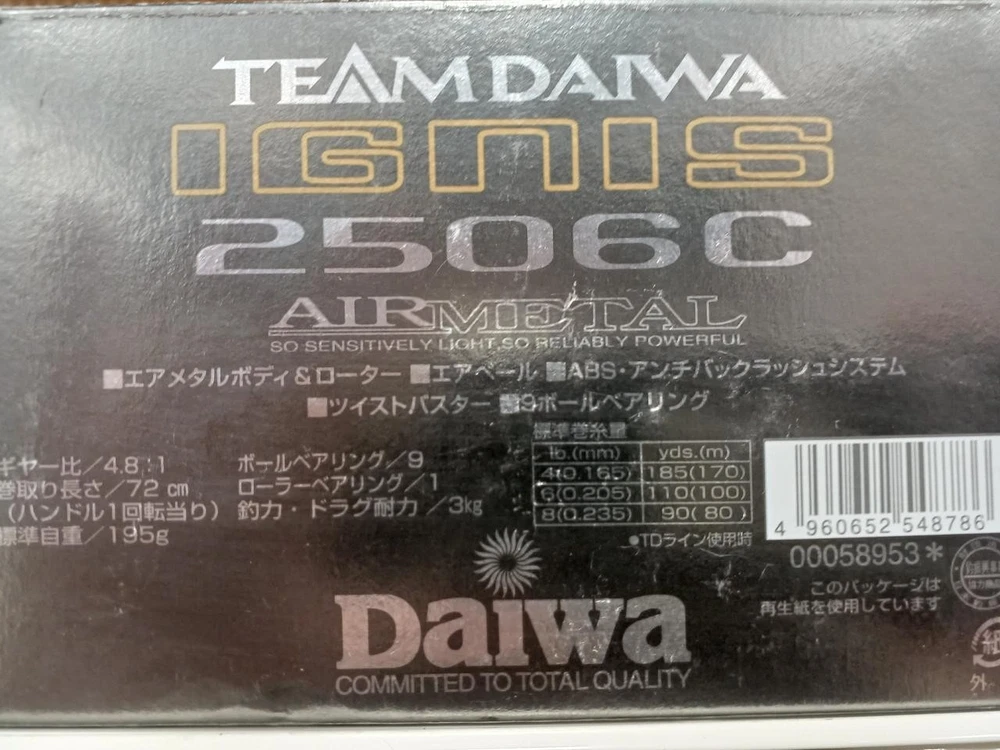 TEAMDAIWA
IGNIS
2506C
AIRMETAL
SO SENSITIVELY LIGHT, SO RELIABLY POWERFUL
■エアメタルボディ&ローター ■エアベール ■ABS・アンチバックラッシュシステム
■ツイストバスター ■9ボールベアリング
ギヤー比/4.8:1 ボールベアリング/9
巻取り長さ/72cm ローラーベアリング/1
(ハンドル1回転当り) 釣力・ドラグ耐力/3kg
標準自重/195g
標準巻糸量
lb.(mm) yds.(m)
4(0.165) 185(170)
6(0.205) 110(100)
8(0.235) 90(80)
●TDライン使用時
4 960652 548786
00058953*
このパッケージは
再生紙を使用しています
Daiwa
COMMITTED TO TOTAL QUALITY
紙
外